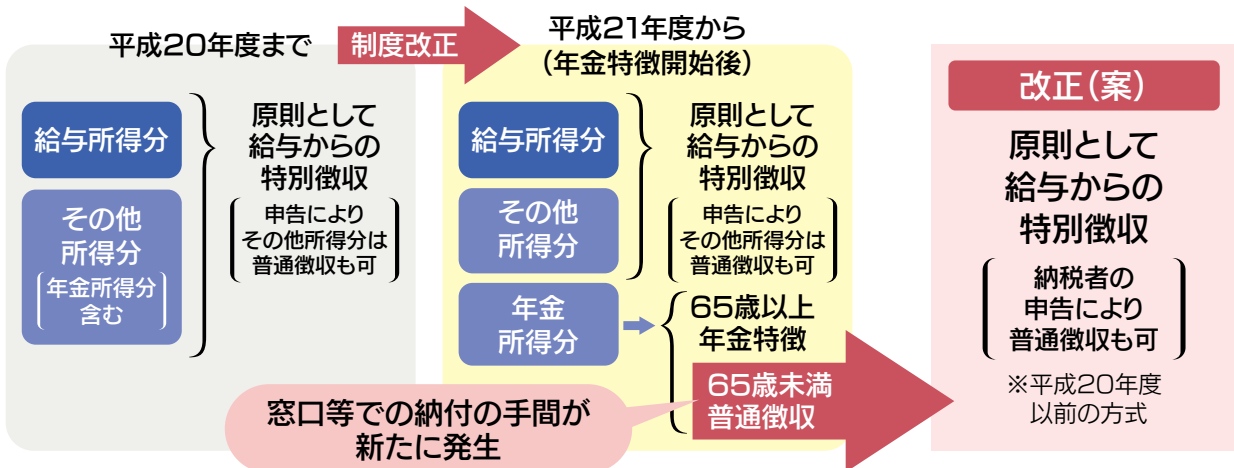 平成20年度まで
制度改正
平成21年度から
(年金特徴開始後)
給与所得分
その他
所得分
年金所得分
含む
原則として
給与からの
特別徴収
申告により
その他所得分は
普通徴収も可
給与所得分
その他
所得分
原則として
給与からの
特別徴収
申告により
その他所得分は
普通徴収も可
年金
所得分
65歳以上
年金特徴
65歳未満
普通徴収
窓口等での納付の手間が
新たに発生
改正(案)
原則として
給与からの
特別徴収
納税者の
申告により
普通徴収も可
※平成20年度
以前の方式